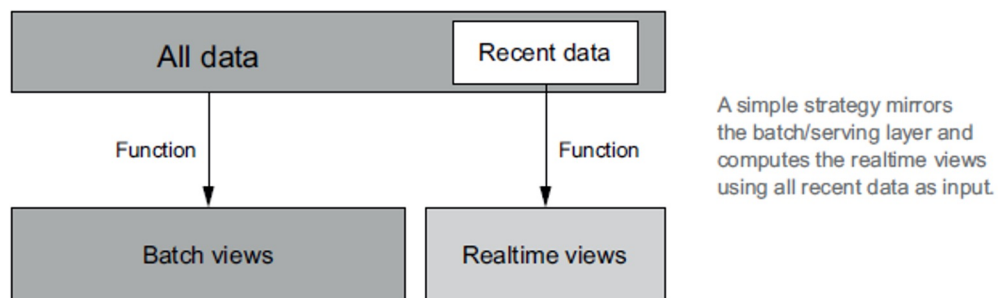 All data
Recent data
Function
Function
A simple strategy mirrors
the batch/serving layer and
computes the realtime views
using all recent data as input.
Batch views
Realtime views